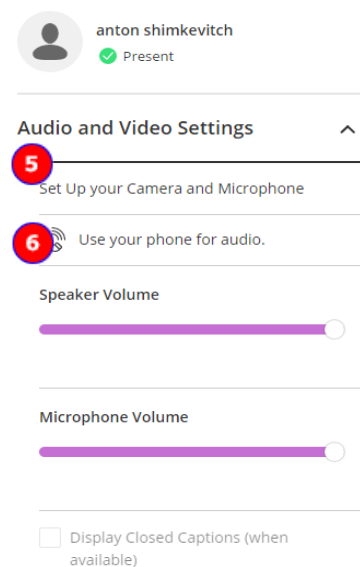 anton shimkevitch
Present
Audio and Video Settings
5
Set Up your Camera and Microphone
6
Use your phone for audio.
Speaker Volume
Microphone Volume
Display Closed Captions (when
available)